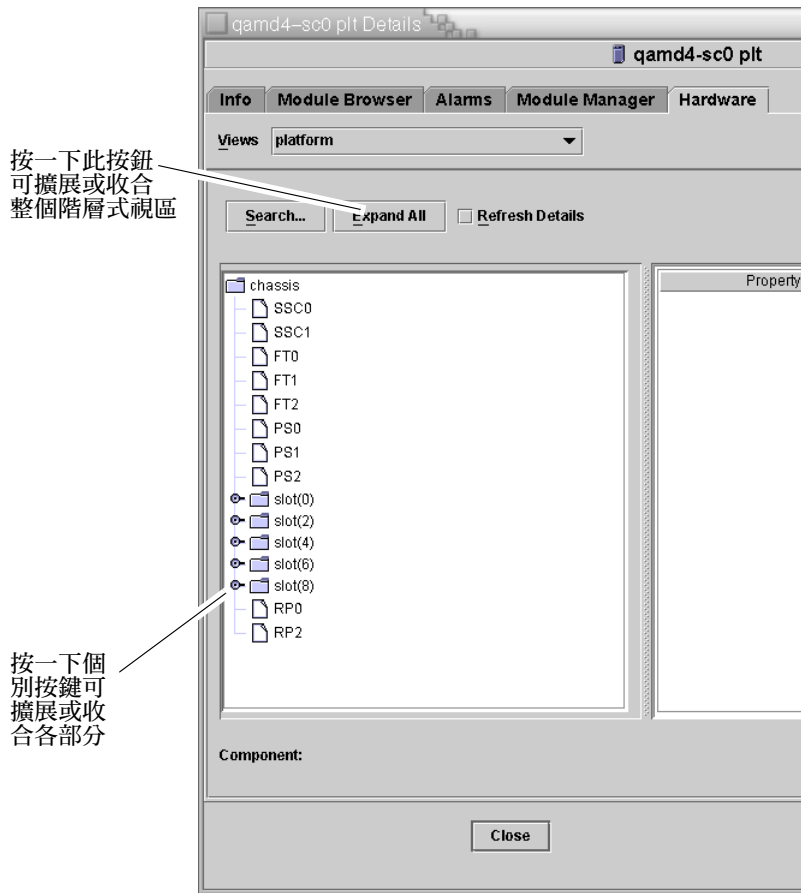 qamd4–sc0 plt Details
qamd4-sc0 plt
Info Module Browser Alarms Module Manager Hardware
Views platform
按一下此按鈕
可擴展或收合
整個階層式視區
Search... Expand All Refresh Details
Property
chassis
SSC0
SSC1
FT0
FT1
FT2
PS0
PS1
PS2
slot(0)
slot(2)
slot(4)
slot(6)
slot(8)
RP0
RP2
按一下個
別按鍵可
擴展或收
合各部分
Component:
Close